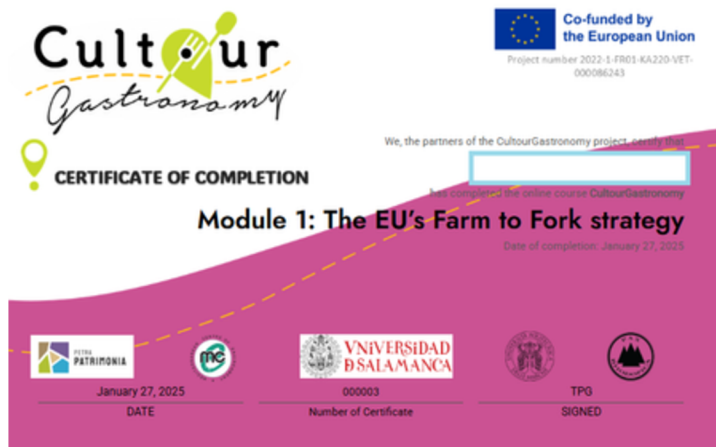 Cultour
Gastronomy
Co-funded by
the European Union
Project number 2022-1-FR01-KA220-VET-
000086243
We, the partners of the CultourGastronomy project, certify that
CERTIFICATE OF COMPLETION
has completed the online course CultourGastronomy
Module 1: The EU's Farm to Fork strategy
Date of completion: January 27, 2025
PETRA
PATRIMONIA
mc
VNiVERSiDAD
D SALAMANCA
January 27, 2025
000003
TPG
DATE
Number of Certificate
SIGNED